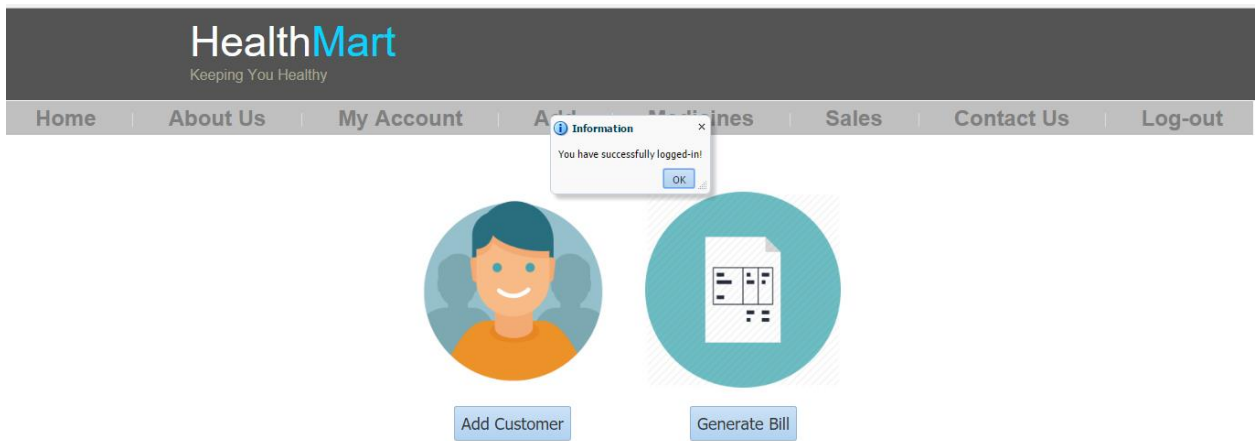 HealthMart
Keeping You Healthy
Home About Us My Account Sales Contact Us Log-out
Information
You have successfully logged-in!
OK
Add Customer Generate Bill